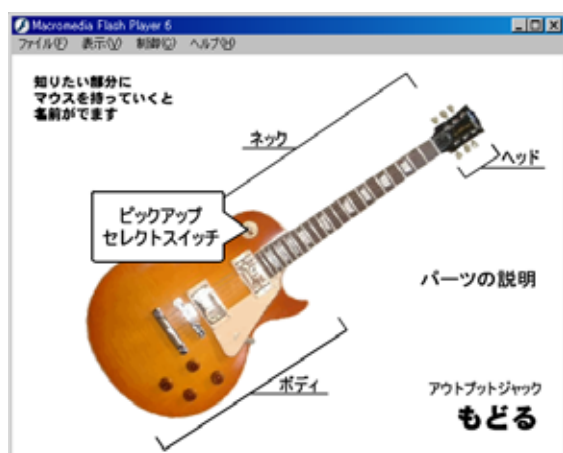 Macromedia Flash Player 6
ファイル(F) 表示(V) 制御(C) ヘルプ(H)
知りたい部分に
マウスを持っていくと
名前がでます
ネック
ヘッド
ピックアップ
セレクトスイッチ
パーツの説明
ボディ
アウトプットジャック
もどる